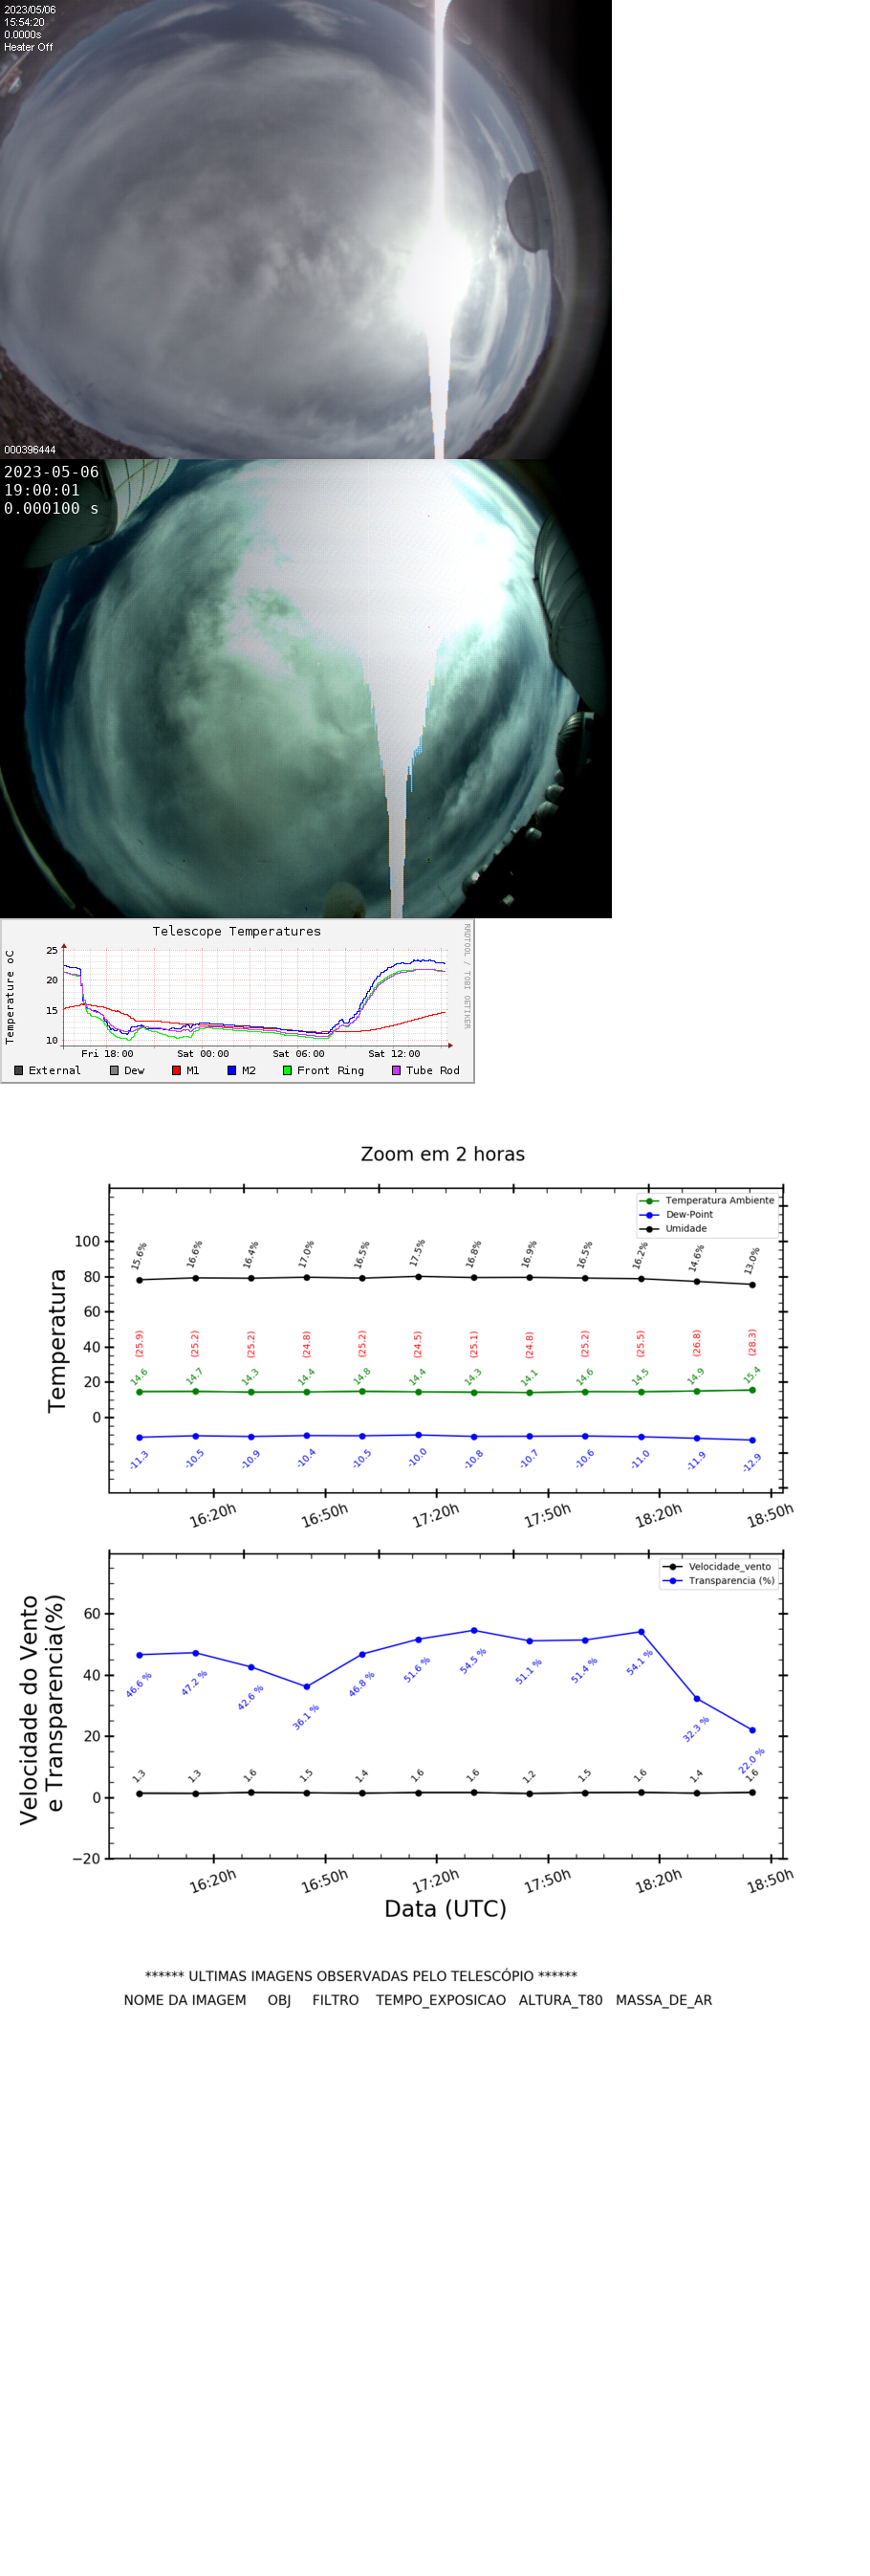 2023/05/06
15:54:20
0.0000s
Heater Off
000396444
2023-05-06
19:00:01
0.000100 s
Telescope Temperatures
RRDTOOL / TOBI OETIKER
Temperature oC
25
20
15
10
Fri 18:00 Sat 00:00 Sat 06:00 Sat 12:00
External Dew M1 M2 Front Ring Tube Rod
Zoom em 2 horas
Temperatura Ambiente
Dew-Point
Umidade
Temperatura
100
80
60
40
20
0
15.6% 16.6% 16.4% 17.0% 16.5% 17.5% 16.8% 16.9% 16.5% 16.2% 14.6% 13.0%
(25.9) (25.2) (25.2) (24.8) (25.2) (24.5) (25.1) (24.8) (25.2) (25.5) (26.8) (28.3)
14.6 14.7 14.3 14.4 14.8 14.4 14.3 14.1 14.6 14.5 14.9 15.4
-11.3 -10.5 -10.9 -10.4 -10.5 -10.0 -10.8 -10.7 -10.6 -11.0 -11.9 -12.9
16:20h 16:50h 17:20h 17:50h 18:20h 18:50h
Velocidade_vento
Transparencia (%)
Velocidade do Vento
e Transparencia(%)
60
40
20
0
−20
46.6 % 47.2 % 42.6 % 36.1 % 46.8 % 51.6 % 54.5 % 51.1 % 51.4 % 54.1 % 32.3 % 22.0 %
1.3 1.3 1.6 1.5 1.4 1.6 1.6 1.2 1.5 1.6 1.4 1.6
16:20h 16:50h 17:20h 17:50h 18:20h 18:50h
Data (UTC)
****** ULTIMAS IMAGENS OBSERVADAS PELO TELESCÓPIO ******
NOME DA IMAGEM OBJ FILTRO TEMPO_EXPOSICAO ALTURA_T80 MASSA_DE_AR